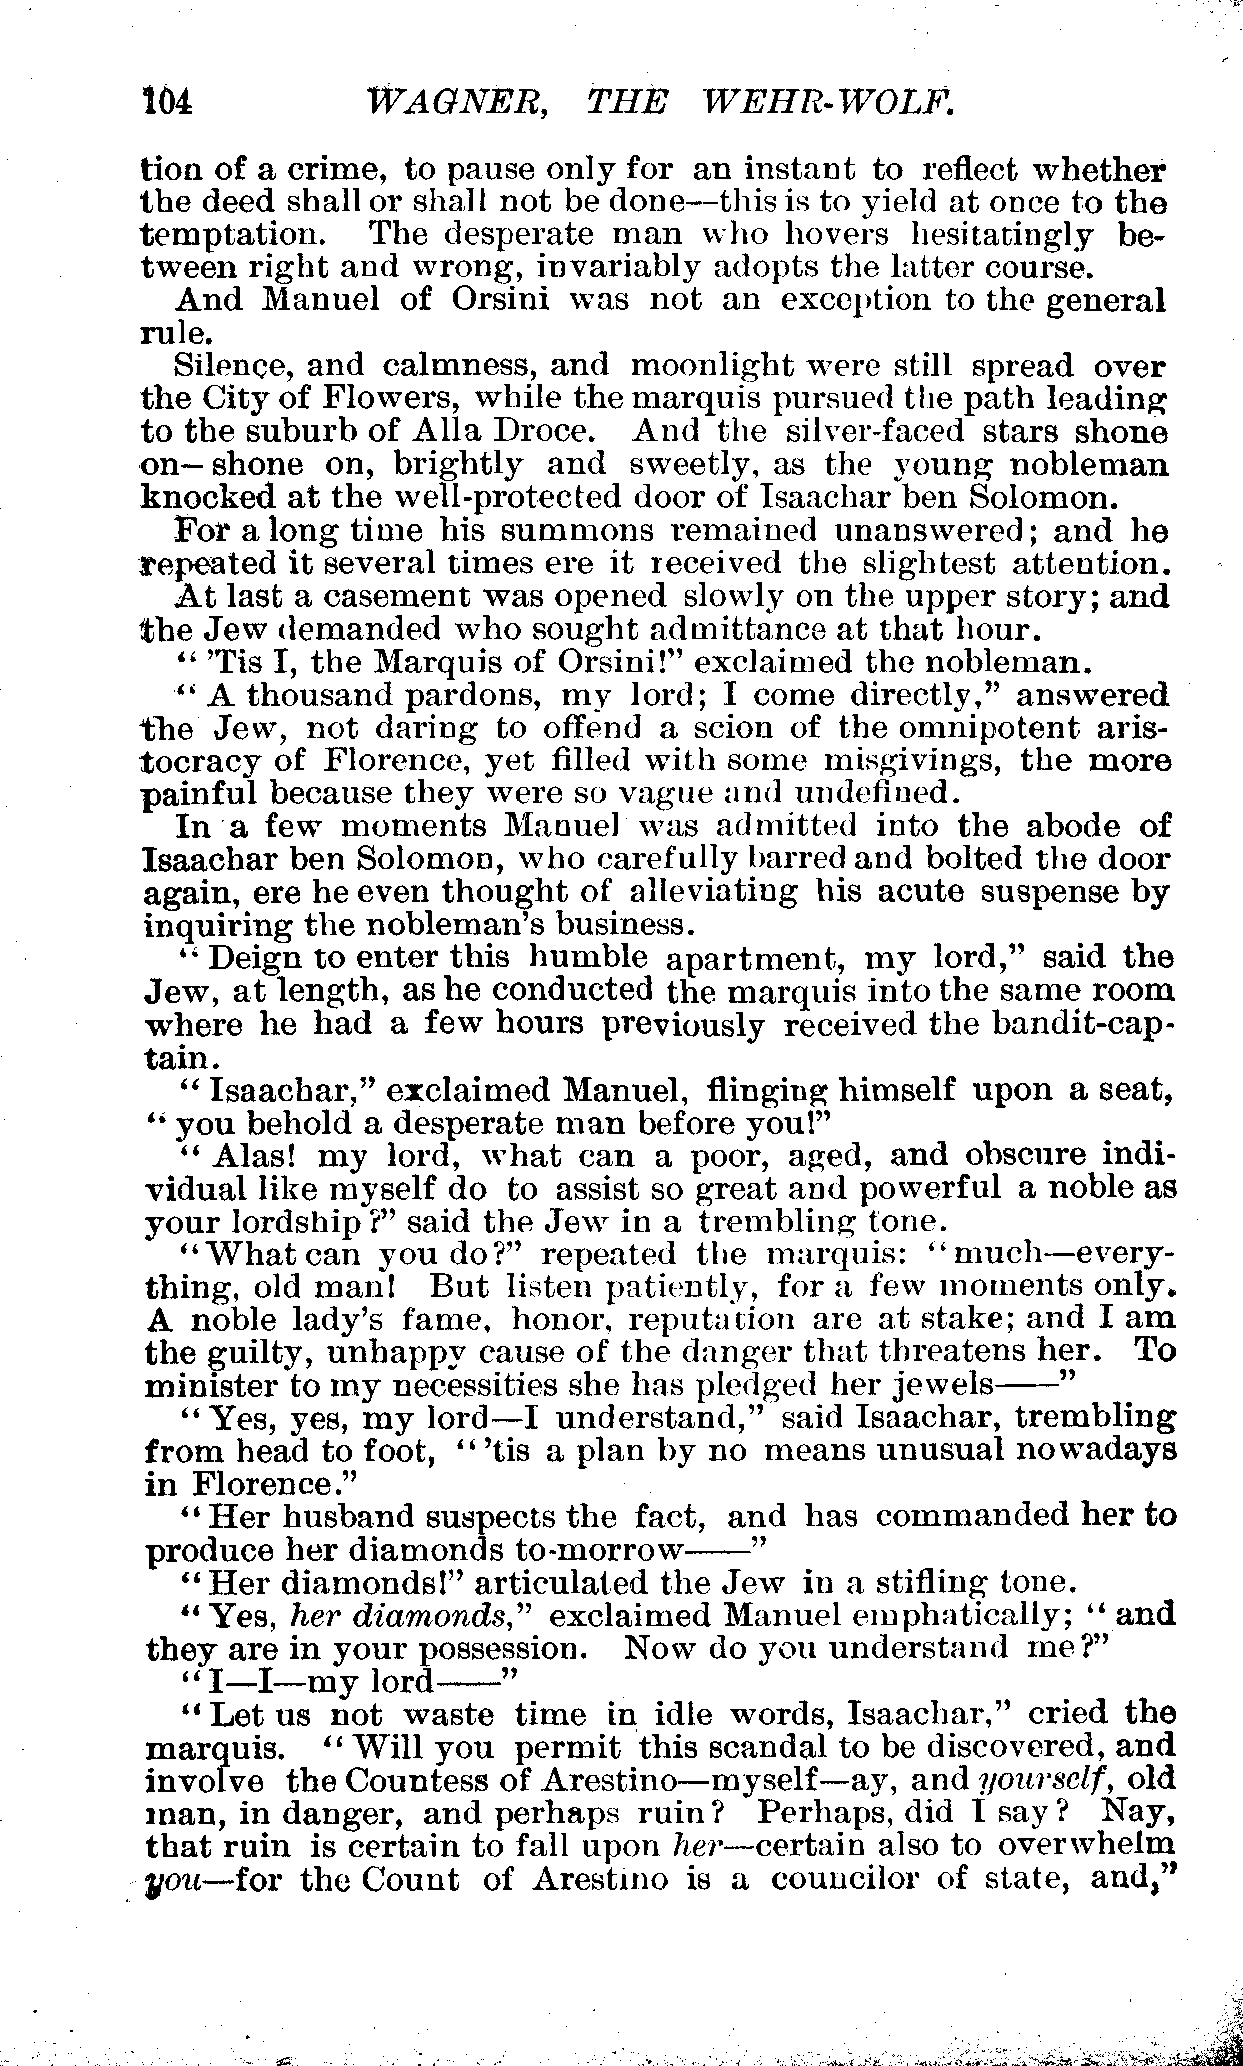 104 WAGNER, THE WEHR-WOLF.
tion of a crime, to pause only for an instant to reflect whether
the deed shall or shall not be done—this is to yield at once to the
temptation. The desperate man who hovers hesitatingly be-
tween right and wrong, invariably adopts the latter course.
And Manuel of Orsini was not an exception to the general
rule.
Silence, and calmness, and moonlight were still spread over
the City of Flowers, while the marquis pursued the path leading
to the suburb of Alla Droce. And the silver-faced stars shone
on—shone on, brightly and sweetly, as the young nobleman
knocked at the well-protected door of Isaachar ben Solomon.
For a long time his summons remained unanswered; and he
repeated it several times ere it received the slightest attention.
At last a casement was opened slowly on the upper story; and
the Jew demanded who sought admittance at that hour.
“ ’Tis I, the Marquis of Orsini!” exclaimed the nobleman.
“ A thousand pardons, my lord; I come directly,” answered
the Jew, not daring to offend a scion of the omnipotent aris-
tocracy of Florence, yet filled with some misgivings, the more
painful because they were so vague and undefined.
In a few moments Manuel was admitted into the abode of
Isaachar ben Solomon, who carefully barred and bolted the door
again, ere he even thought of alleviating his acute suspense by
inquiring the nobleman’s business.
“ Deign to enter this humble apartment, my lord,” said the
Jew, at length, as he conducted the marquis into the same room
where he had a few hours previously received the bandit-cap-
tain.
“ Isaachar,” exclaimed Manuel, flinging himself upon a seat,
“ you behold a desperate man before you!”
“ Alas! my lord, what can a poor, aged, and obscure indi-
vidual like myself do to assist so great and powerful a noble as
your lordship?” said the Jew in a trembling tone.
“ What can you do?” repeated the marquis: “ much—every-
thing, old man! But listen patiently, for a few moments only.
A noble lady’s fame, honor, reputation are at stake; and I am
the guilty, unhappy cause of the danger that threatens her. To
minister to my necessities she has pledged her jewels——”
“ Yes, yes, my lord—I understand,” said Isaachar, trembling
from head to foot, “ ’tis a plan by no means unusual nowadays
in Florence.”
“ Her husband suspects the fact, and has commanded her to
produce her diamonds to-morrow——”
“ Her diamonds!” articulated the Jew in a stifling tone.
“ Yes, her diamonds,” exclaimed Manuel emphatically; “ and
they are in your possession. Now do you understand me?”
“ I—I—my lord——”
“ Let us not waste time in idle words, Isaachar,” cried the
marquis. “ Will you permit this scandal to be discovered, and
involve the Countess of Arestino—myself—ay, and yourself, old
man, in danger, and perhaps ruin? Perhaps, did I say? Nay,
that ruin is certain to fall upon her—certain also to overwhelm
you—for the Count of Arestino is a councilor of state, and,”